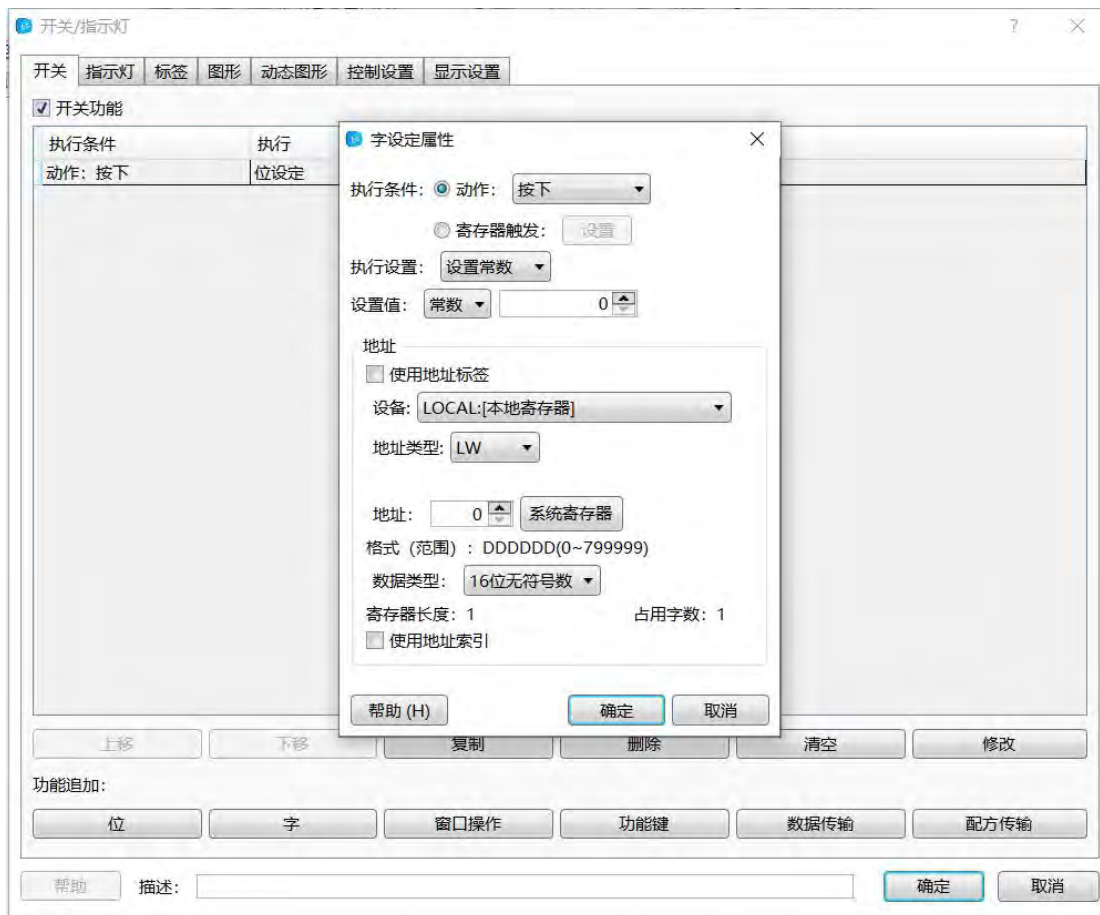 开关/指示灯
开关 指示灯 标签 图形 动态图形 控制设置 显示设置
开关功能
执行条件 执行
动作：按下 位设定
字设定属性
执行条件： 动作： 按下
寄存器触发： 设置
执行设置： 设置常数
设置值： 常数 0
地址
使用地址标签
设备: LOCAL:[本地寄存器]
地址类型: LW
地址： 0 系统寄存器
格式（范围）：DDDDDD(0~799999)
数据类型： 16位无符号数
寄存器长度：1 占用字数：1
使用地址索引
帮助 (H) 确定 取消
上移 下移 复制 删除 清空 修改
功能追加:
位 字 窗口操作 功能键 数据传输 配方传输
帮助 描述： 确定 取消